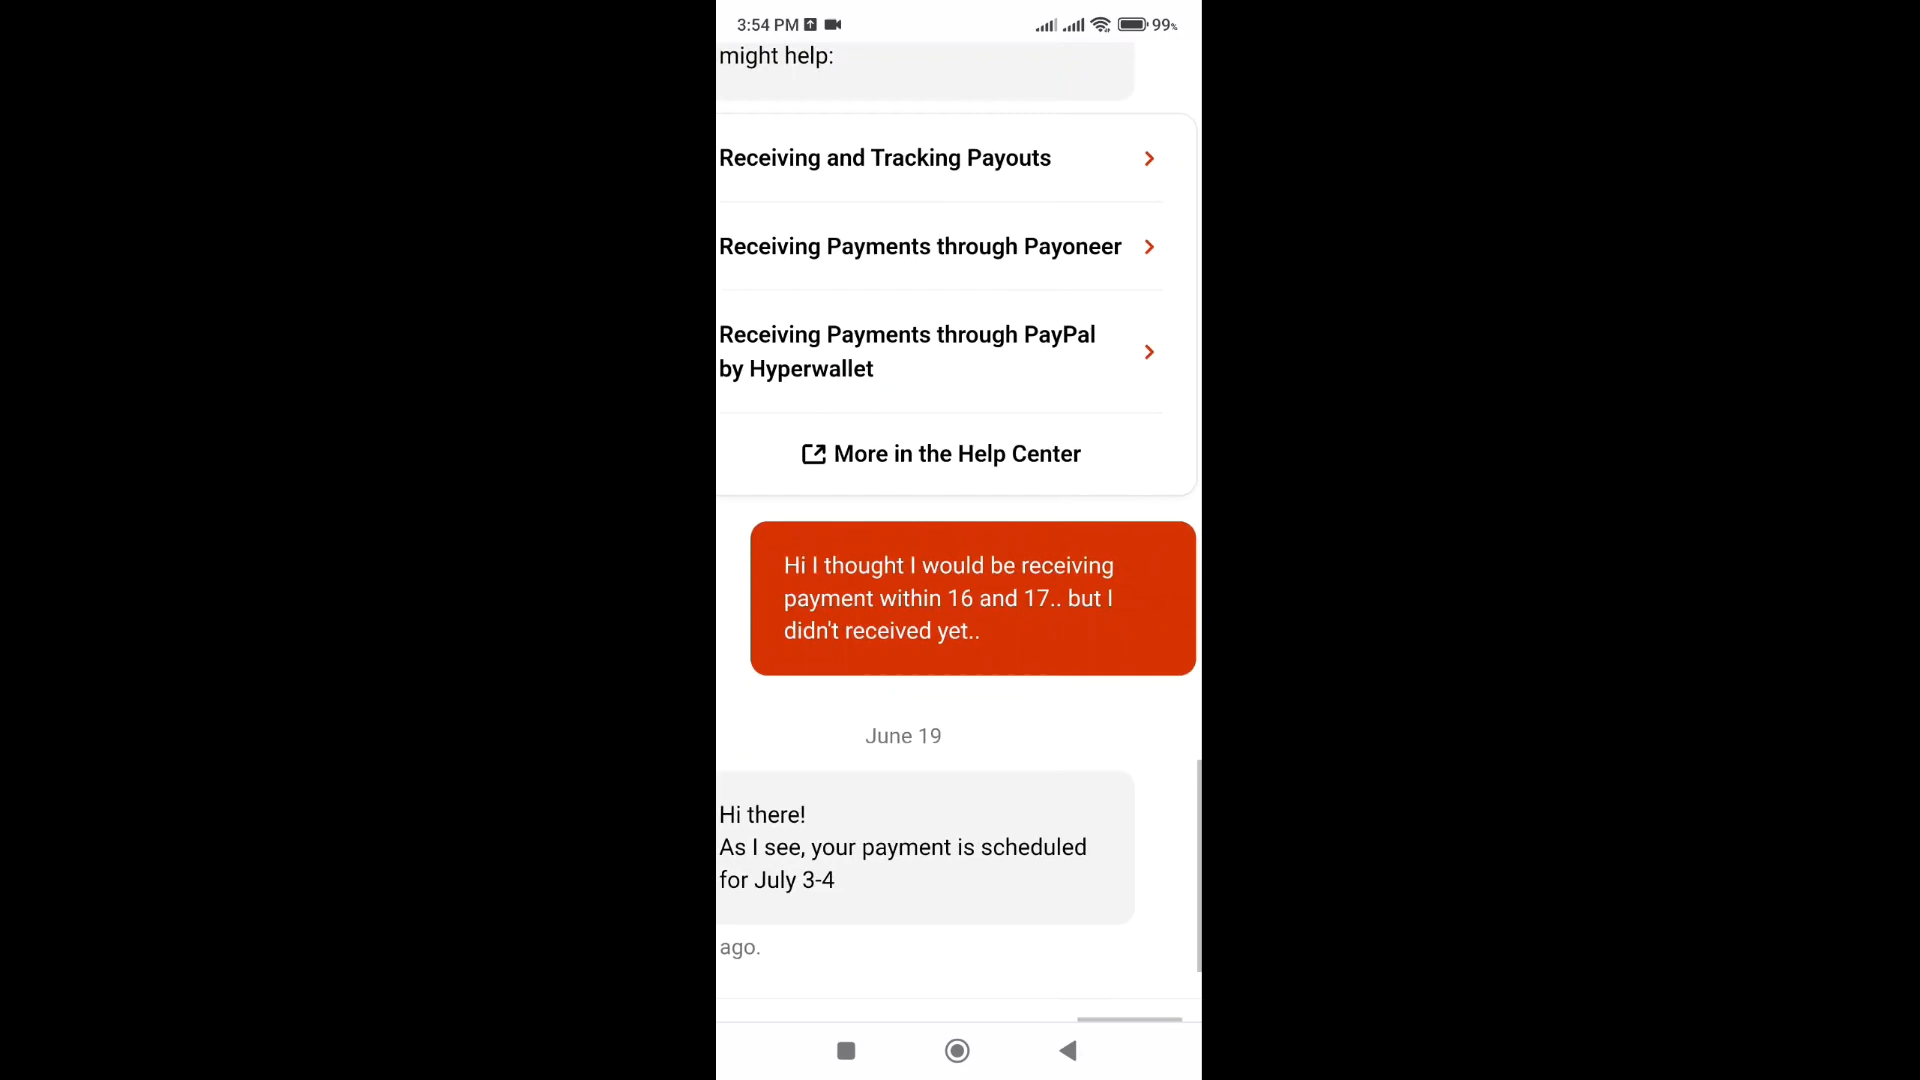 3:54 PM
99%
might help:
Receiving and Tracking Payouts
Receiving Payments through Payoneer
Receiving Payments through PayPal
by Hyperwallet
More in the Help Center
Hi I thought I would be receiving
payment within 16 and 17.. but I
didn't received yet..
June 19
Hi there!
As I see, your payment is scheduled
for July 3-4
ago.